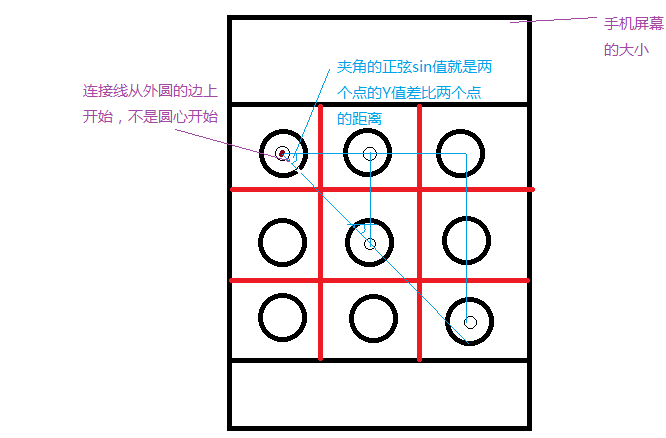 手机屏幕
的大小
夹角的正弦sin值就是两
个点的Y值差比两个点
的距离
连接线从外圆的边上
开始，不是圆心开始